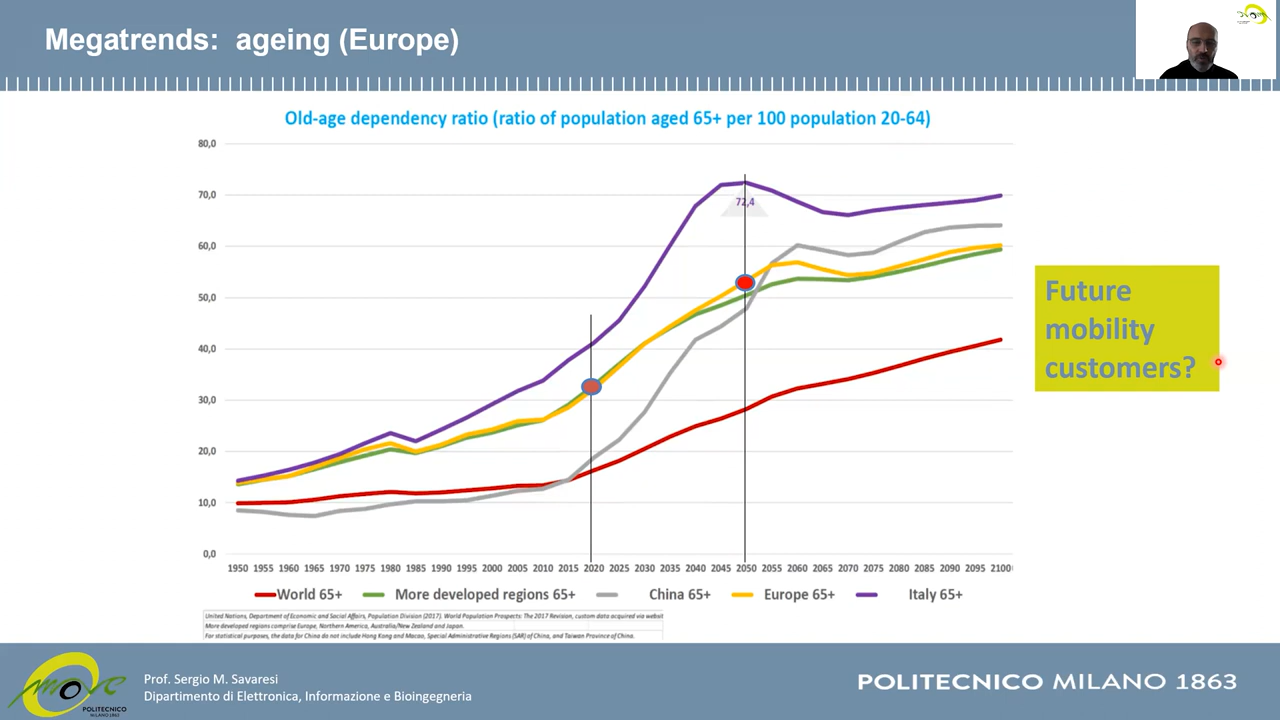 Megatrends: ageing (Europe)
Old-age dependency ratio (ratio of population aged 65+ per 100 population 20-64)
80,0
70,0
60,0
50,0
40,0
30,0
20,0
10,0
0,0
72,4
1950 1955 1960 1965 1970 1975 1980 1985 1990 1995 2000 2005 2010 2015 2020 2025 2030 2035 2040 2045 2050 2055 2060 2065 2070 2075 2080 2085 2090 2095 2100
World 65+ More developed regions 65+ China 65+ Europe 65+ Italy 65+
United Nations, Department of Economic and Social Affairs, Population Division (2017). World Population Prospects: The 2017 Revision, custom data acquired via websit
More developed regions comprise Europe, Northern America, Australia/New Zealand and Japan.
For statistical purposes, the data for China do not include Hong Kong and Macao, Special Administrative Regions (SAR) of China, and Taiwan Province of China.
Future
mobility
customers?
move
POLITECNICO
MILANO 1863
Prof. Sergio M. Savaresi
Dipartimento di Elettronica, Informazione e Bioingegneria
POLITECNICO MILANO 1863